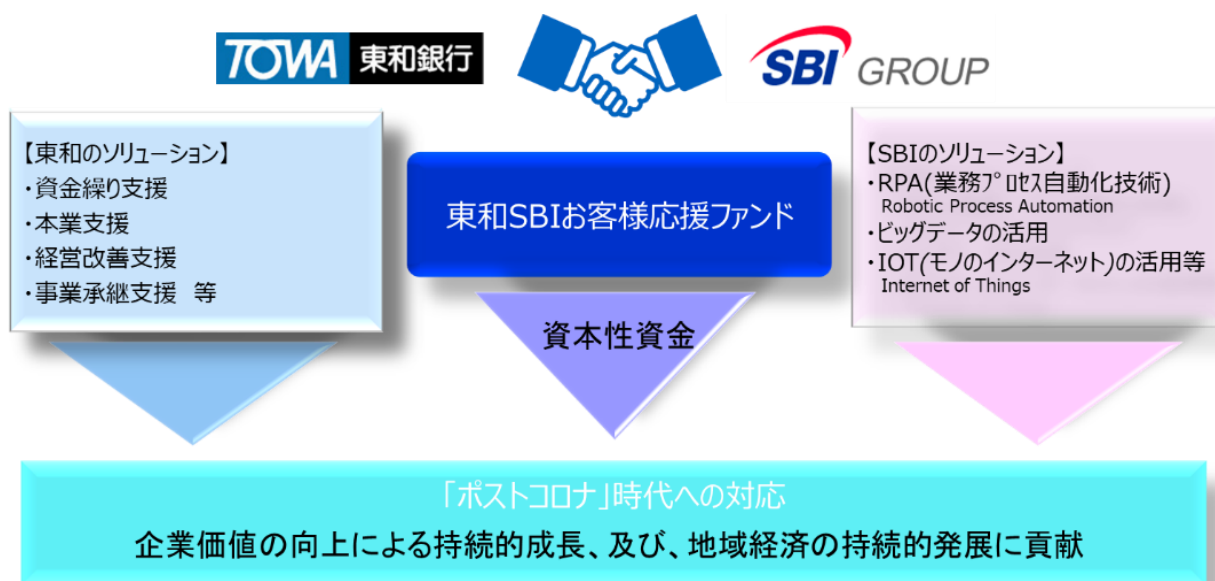 TOWA 東和銀行
SBI GROUP
【東和のソリューション】
・資金繰り支援
・本業支援
・経営改善支援
・事業承継支援 等
東和SBIお客様応援ファンド
資本性資金
【SBIのソリューション】
・RPA(業務プロセス自動化技術)
Robotic Process Automation
・ビッグデータの活用
・IOT(モノのインターネット)の活用等
Internet of Things
「ポストコロナ」時代への対応
企業価値の向上による持続的成長、及び、地域経済の持続的発展に貢献